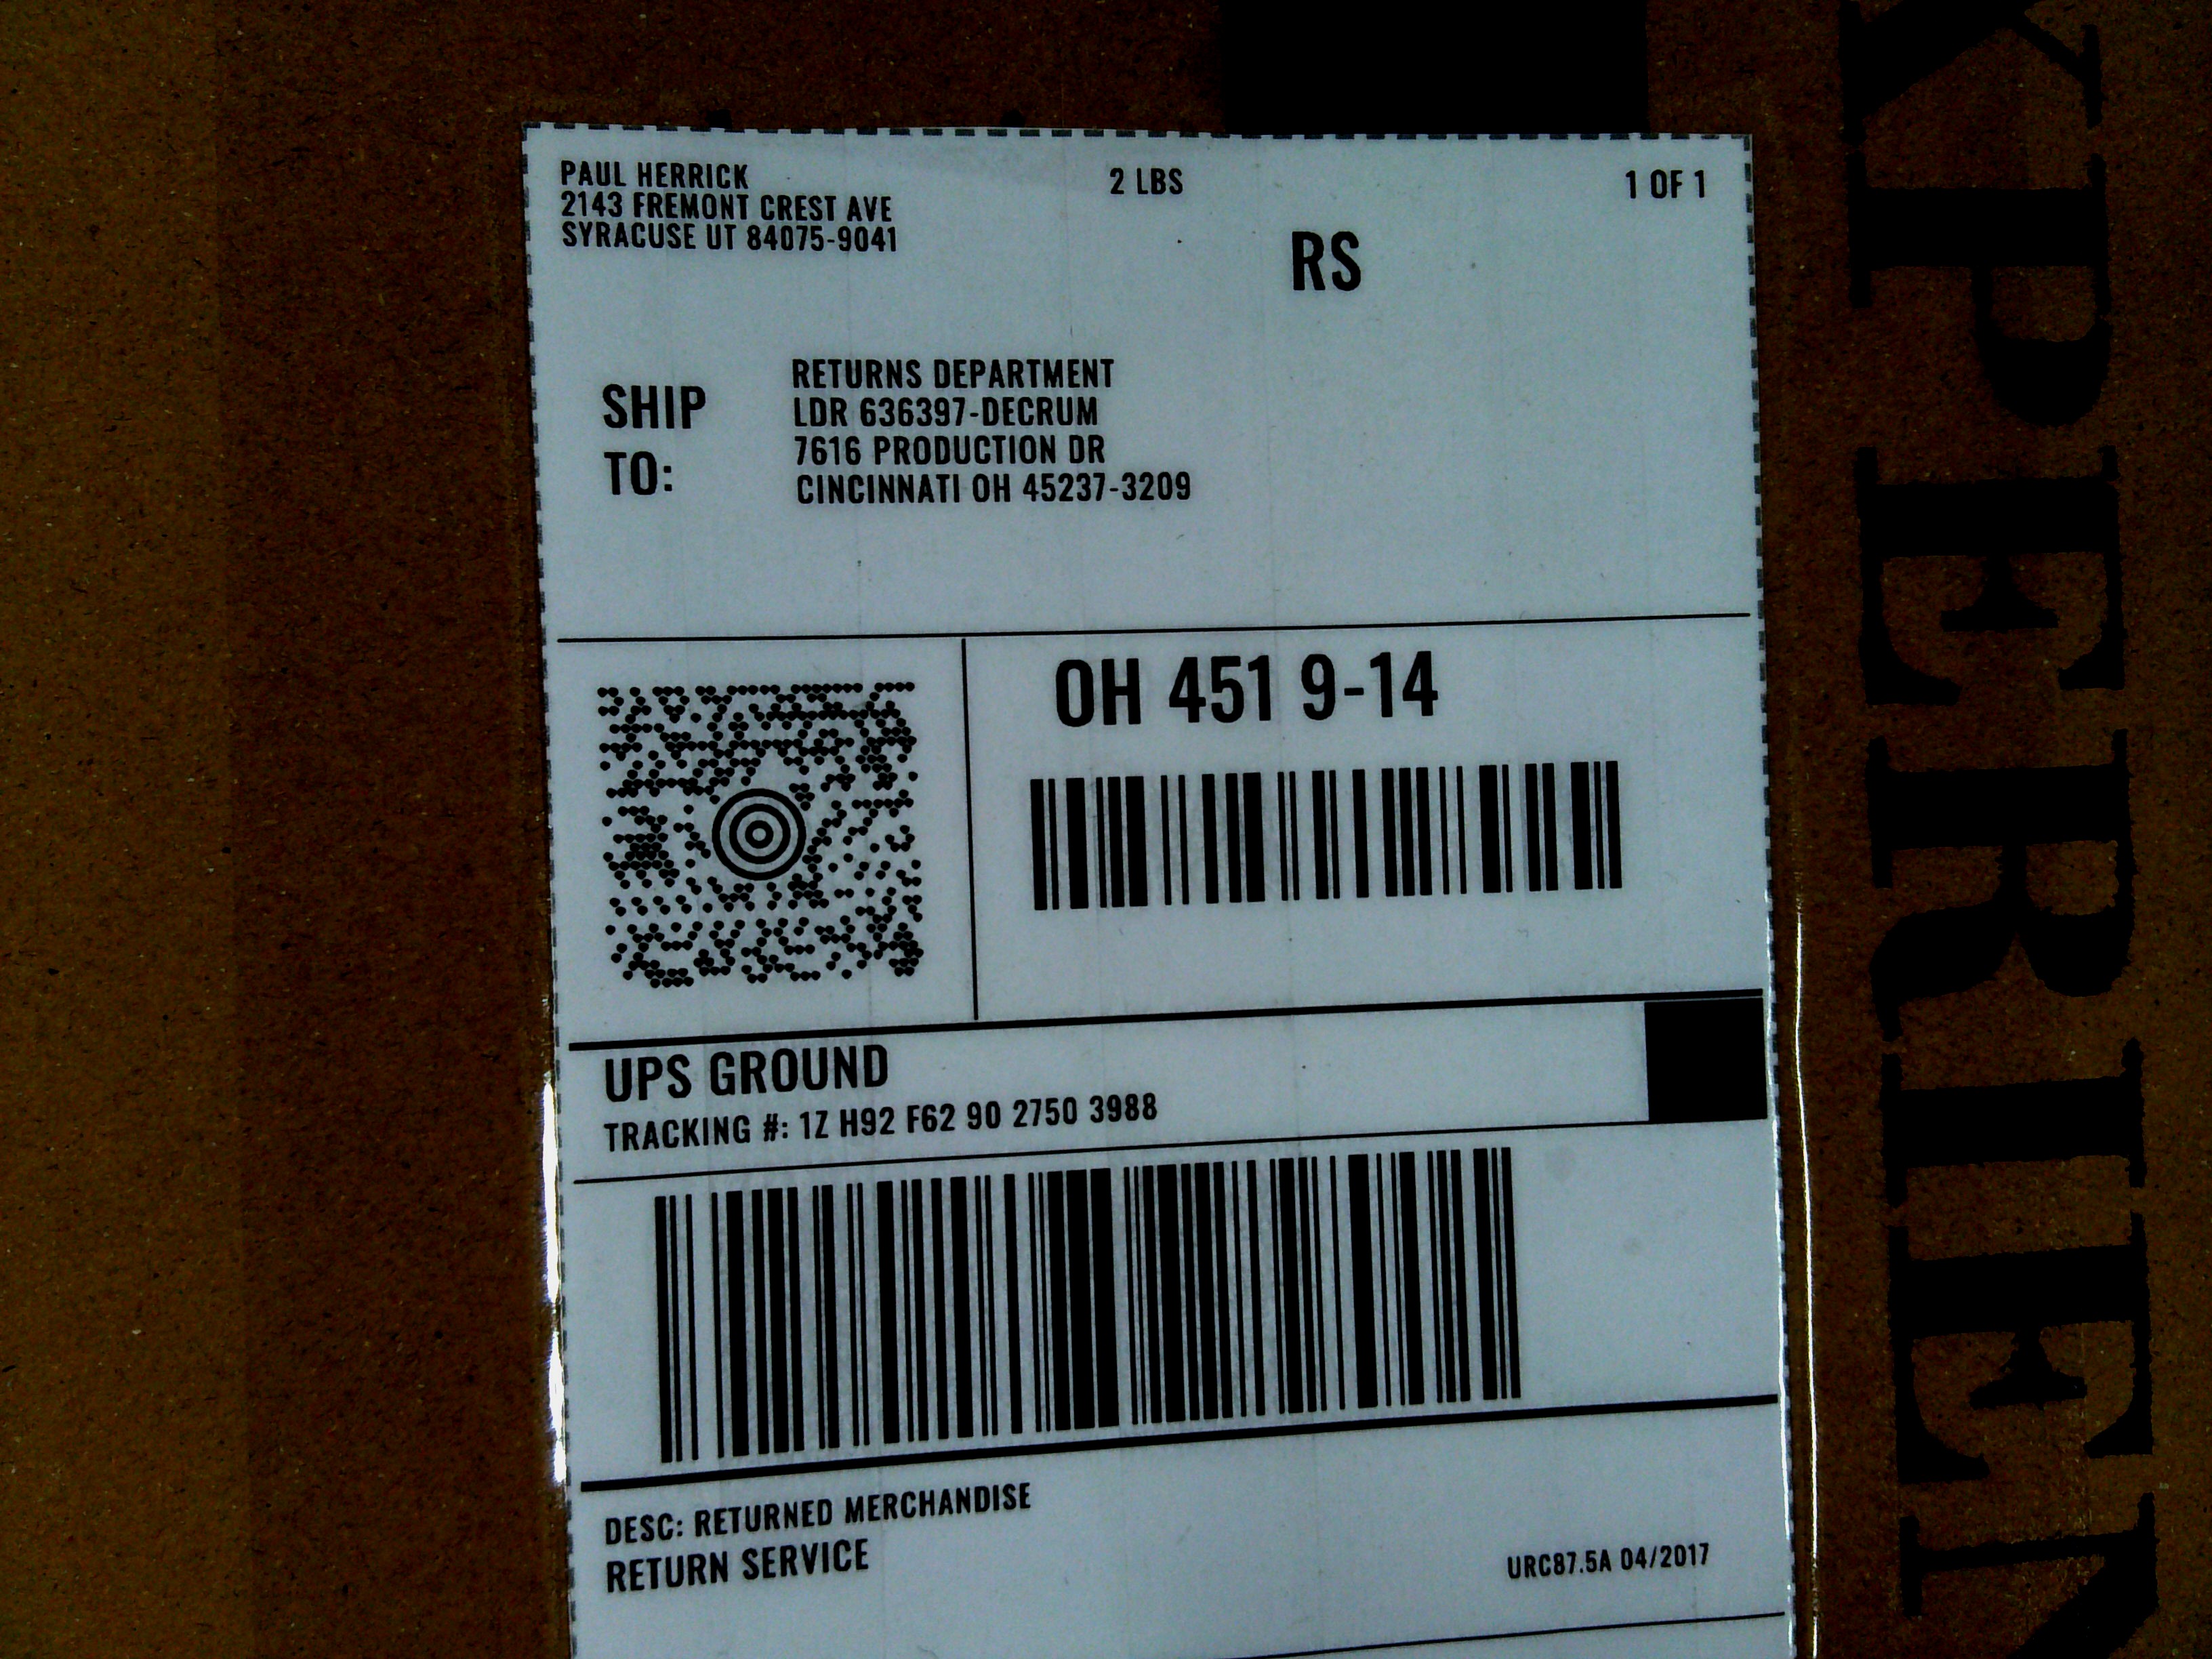 PAUL HERRICK
2143 FREMONT CREST AVE
SYRACUSE UT 84075-9041
2 LBS
1 OF 1
RS
SHIP TO:
RETURNS DEPARTMENT
LDR 636397-DECRUM
7616 PRODUCTION DR
CINCINNATI OH 45237-3209
OH 451 9-14
UPS GROUND
TRACKING #: 1Z H92 F62 90 2750 3988
DESC: RETURNED MERCHANDISE
RETURN SERVICE
URC87.5A 04/2017